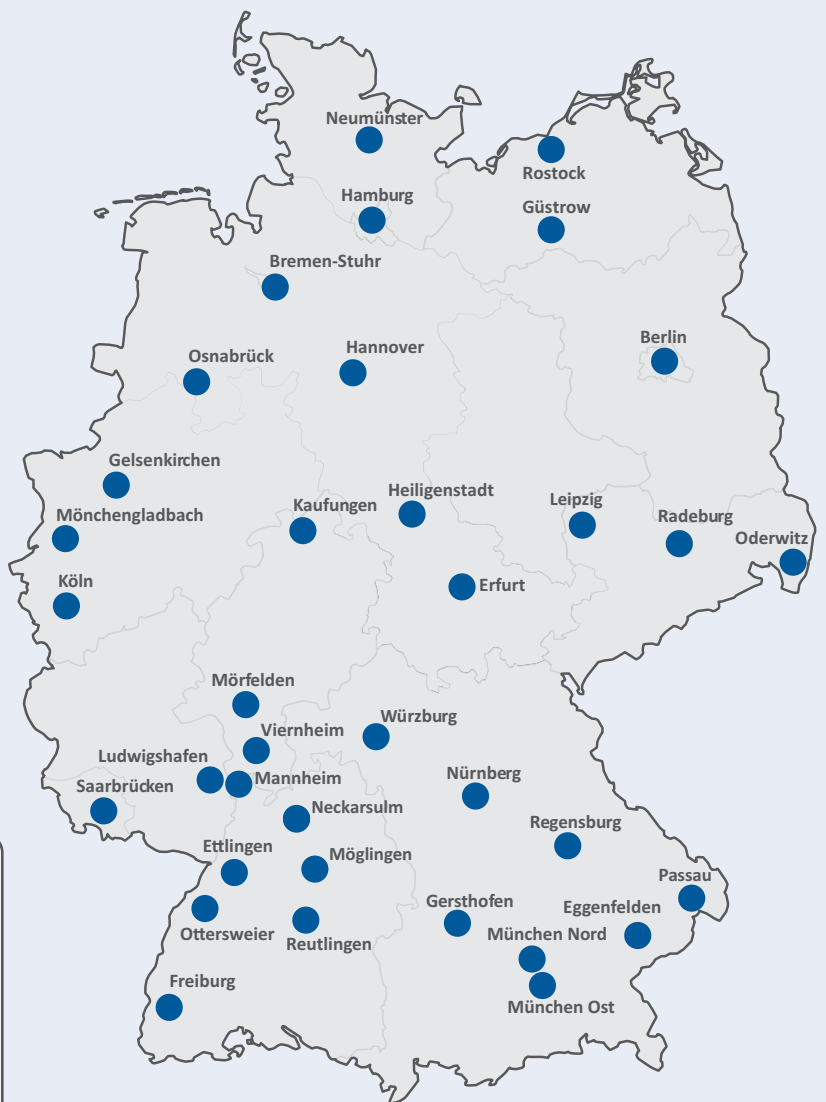 Neumünster
Rostock
Hamburg
Güstrow
Bremen-Stuhr
Berlin
Hannover
Osnabrück
Gelsenkirchen
Heiligenstadt
Leipzig
Kaufungen
Mönchengladbach
Radeburg
Oderwitz
Köln
Erfurt
Mörfelden
Würzburg
Viernheim
Ludwigshafen
Mannheim
Nürnberg
Saarbrücken
Neckarsulm
Regensburg
Ettlingen
Möglingen
Passau
Gersthofen
Eggenfelden
Ottersweier
München Nord
Reutlingen
Freiburg
München Ost